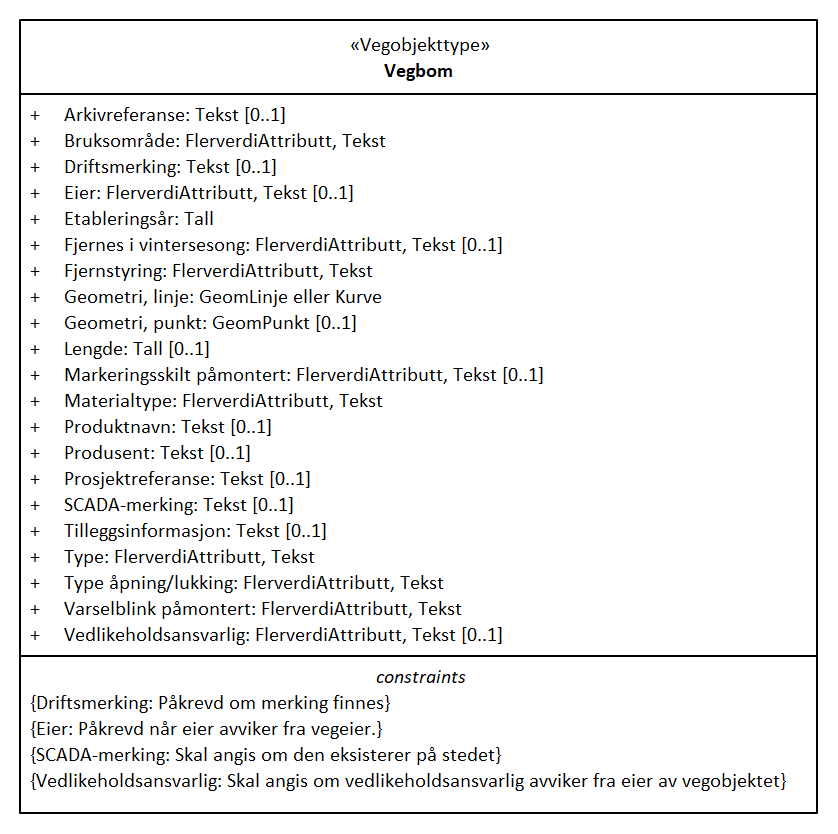 «Vegobjekttype»
Vegbom
+ Arkivreferanse: Tekst [0..1]
+ Bruksområde: FlerverdiAttributt, Tekst
+ Driftsmerking: Tekst [0..1]
+ Eier: FlerverdiAttributt, Tekst [0..1]
+ Etableringsår: Tall
+ Fjernes i vintersesong: FlerverdiAttributt, Tekst [0..1]
+ Fjernstyring: FlerverdiAttributt, Tekst
+ Geometri, linje: GeomLinje eller Kurve
+ Geometri, punkt: GeomPunkt [0..1]
+ Lengde: Tall [0..1]
+ Markeringsskilt påmontert: FlerverdiAttributt, Tekst [0..1]
+ Materialtype: FlerverdiAttributt, Tekst
+ Produktnavn: Tekst [0..1]
+ Produsent: Tekst [0..1]
+ Prosjektreferanse: Tekst [0..1]
+ SCADA-merking: Tekst [0..1]
+ Tilleggsinformasjon: Tekst [0..1]
+ Type: FlerverdiAttributt, Tekst
+ Type åpning/lukking: FlerverdiAttributt, Tekst
+ Varselblink påmontert: FlerverdiAttributt, Tekst
+ Vedlikeholdsansvarlig: FlerverdiAttributt, Tekst [0..1]
constraints
{Driftsmerking: Påkrevd om merking finnes}
{Eier: Påkrevd når eier avviker fra vegeier.}
{SCADA-merking: Skal angis om den eksisterer på stedet}
{Vedlikeholdsansvarlig: Skal angis om vedlikeholdsansvarlig avviker fra eier av vegobjektet}